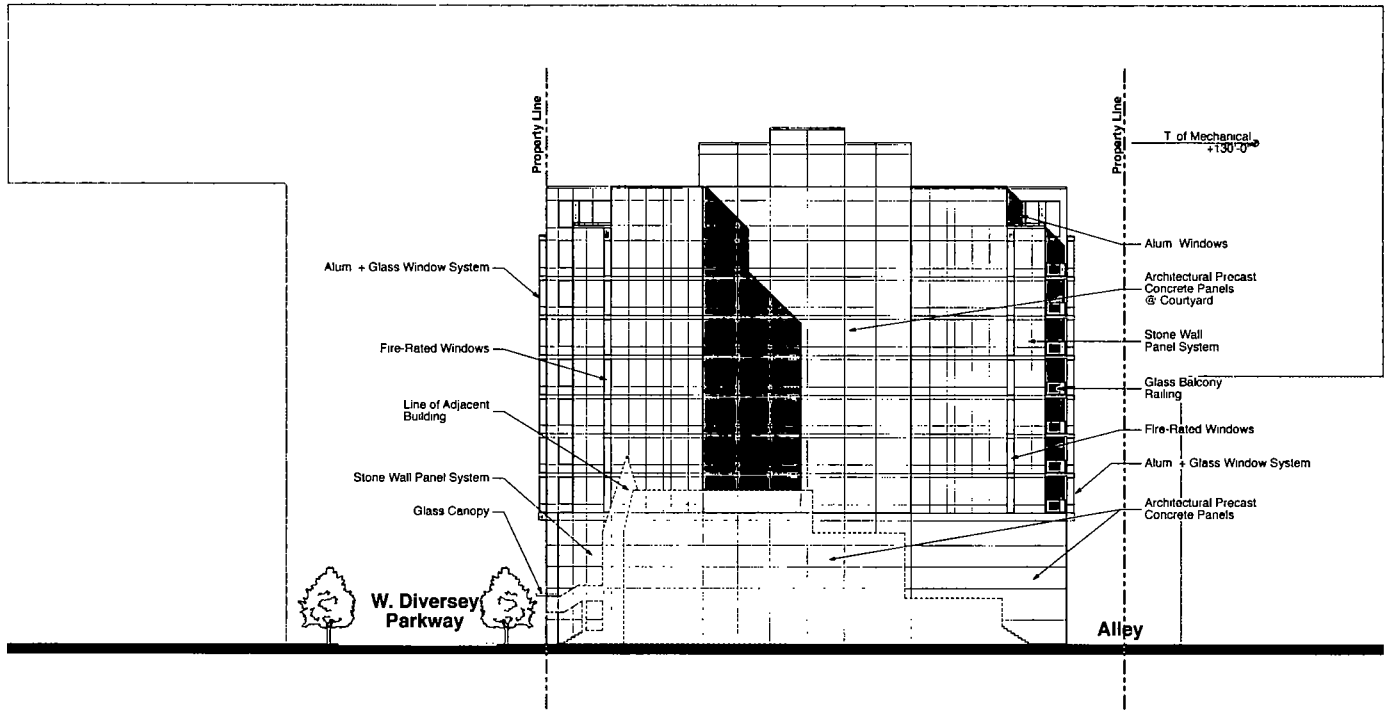 Property Line
Property Line
T of Mechanical
+130'-0"
Alum + Glass Window System
Fire-Rated Windows
Line of Adjacent
Building
Stone Wall Panel System
Glass Canopy
W. Diversey
Parkway
Alum Windows
Architectural Precast
Concrete Panels
@ Courtyard
Stone Wall
Panel System
Glass Balcony
Railing
Fire-Rated Windows
Alum + Glass Window System
Architectural Precast
Concrete Panels
Alley